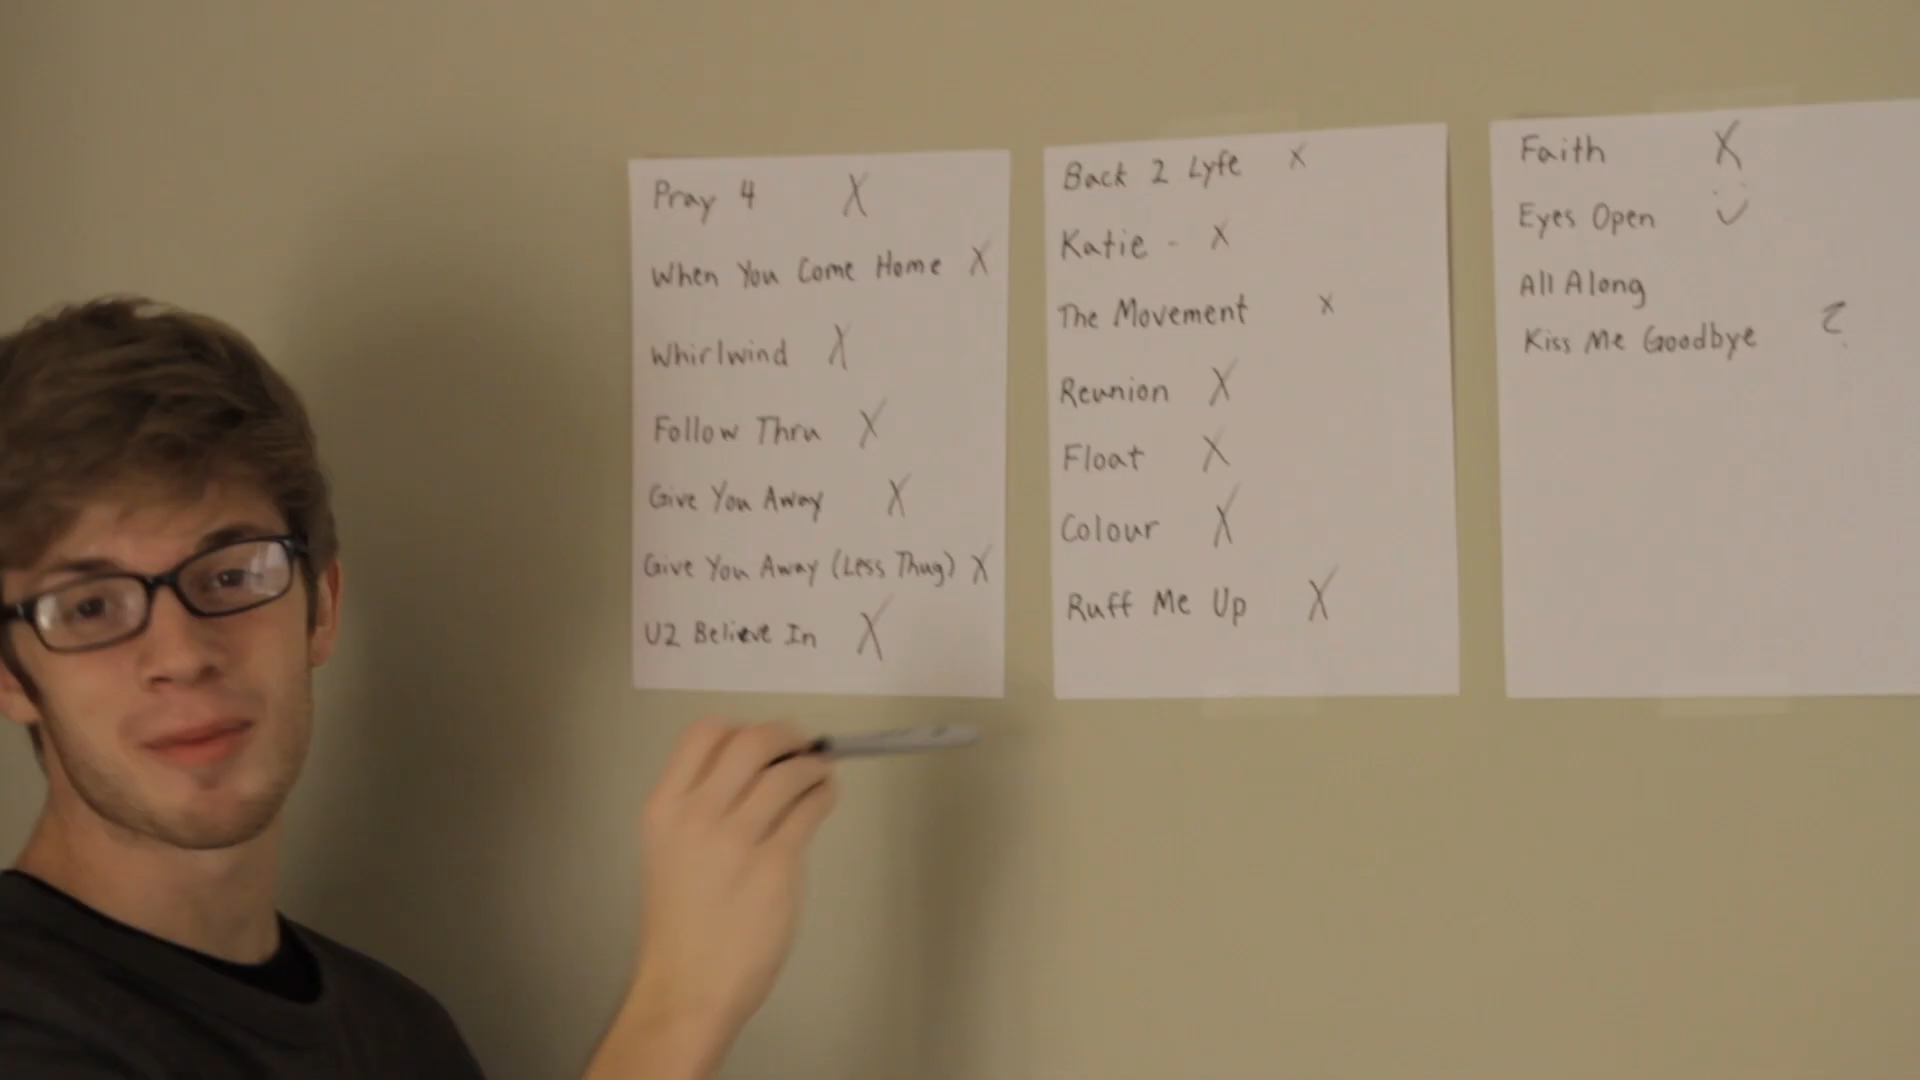 Pray 4 X
When You Come Home X
Whirlwind X
Follow Thru X
Give You Away X
Give You Away (Less Thug) X
U2 Believe In X
Back 2 Lyfe x
Katie - X
The Movement x
Reunion X
Float X
Colour X
Ruff Me Up X
Faith X
Eyes Open
All Along
Kiss Me Goodbye ?